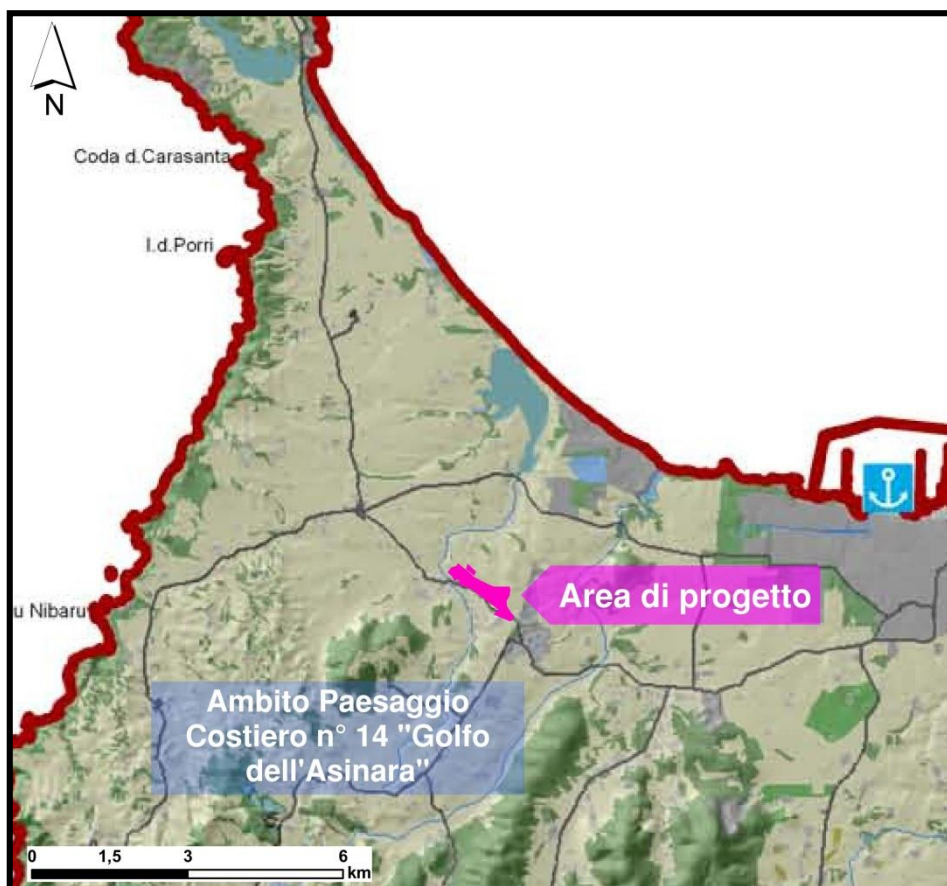 N
Coda d.Carasanta
I.d.Porri
Area di progetto
u Nibaru
Ambito Paesaggio
Costiero n° 14 "Golfo
dell'Asinara"
0 1,5 3 6
km